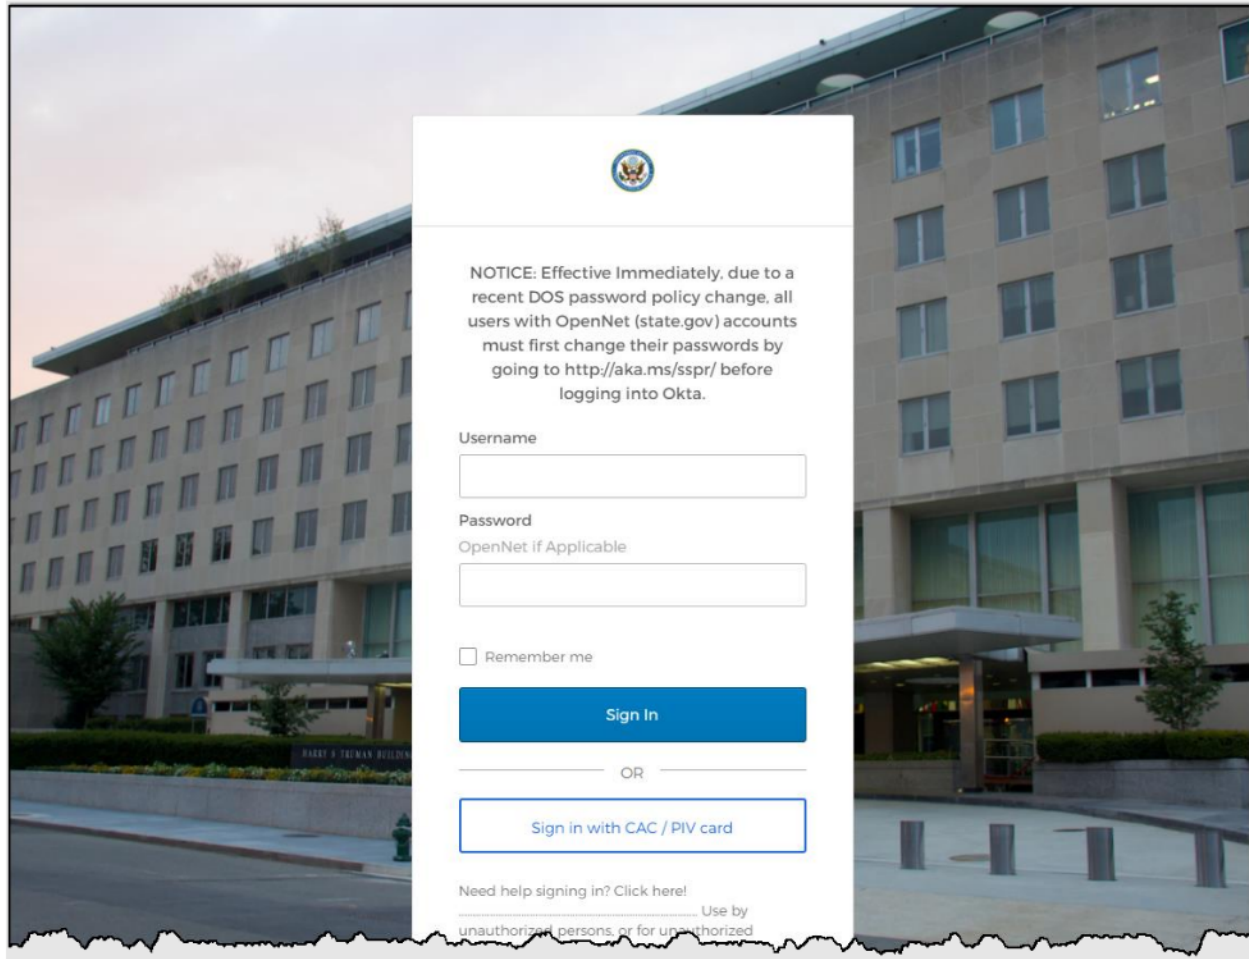 NOTICE: Effective Immediately, due to a
recent DOS password policy change, all
users with OpenNet (state.gov) accounts
must first change their passwords by
going to http://aka.ms/sspr/ before
logging into Okta.
Username
Password
OpenNet if Applicable
Remember me
Sign In
OR
Sign in with CAC / PIV card
Need help signing in? Click here!
Use by
unauthorized persons, or for unauthorized
HARRY S TRUMAN BUILDING